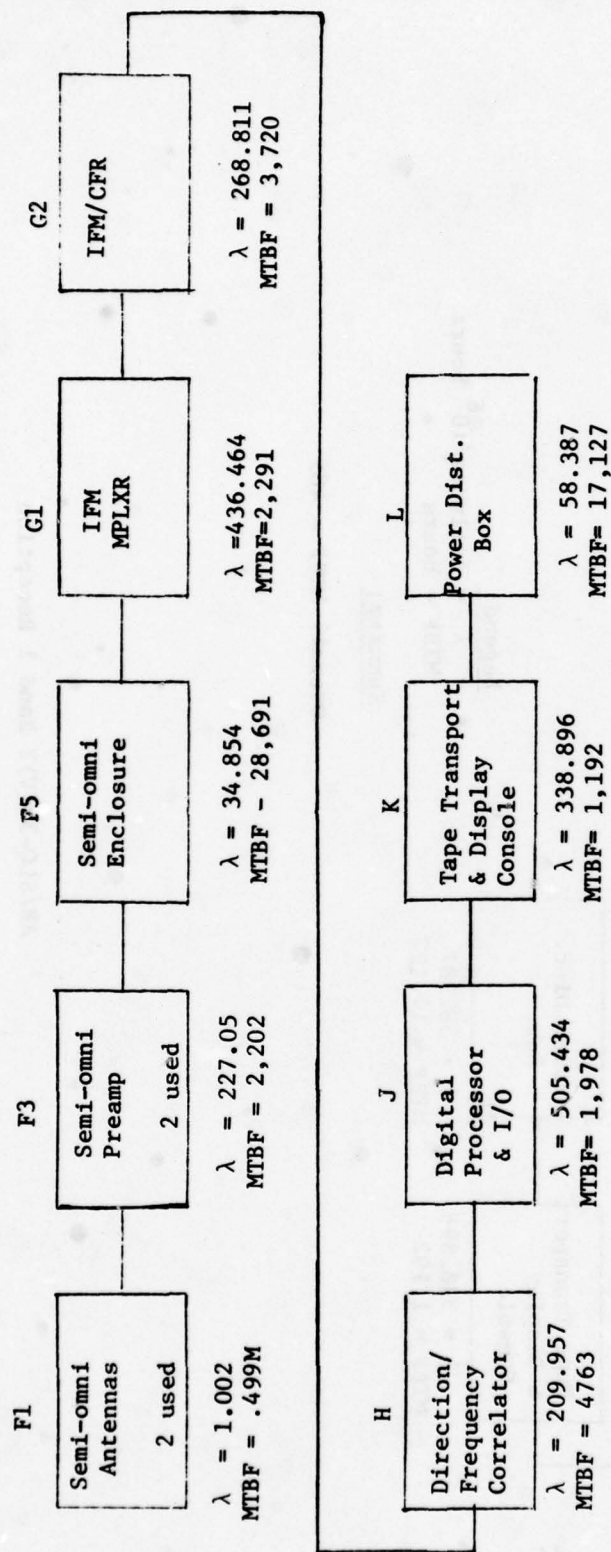 F1
Semi-omni
Antennas
2 used
λ = 1.002
MTBF = .499M
F3
Semi-omni
Preamp
2 used
λ = 227.05
MTBF = 2,202
F5
Semi-omni
Enclosure
λ = 34.854
MTBF - 28,691
G1
IFM
MPLXR
λ =436.464
MTBF=2,291
G2
IFM/CFR
λ = 268.811
MTBF = 3,720
H
Direction/
Frequency
Correlator
λ = 209.957
MTBF = 4763
J
Digital
Processor
& I/O
λ = 505.434
MTBF= 1,978
K
Tape Transport
& Display
Console
λ = 338.896
MTBF = 1,192
L
Power Dist.
Box
λ = 58.387
MTBF= 17,127